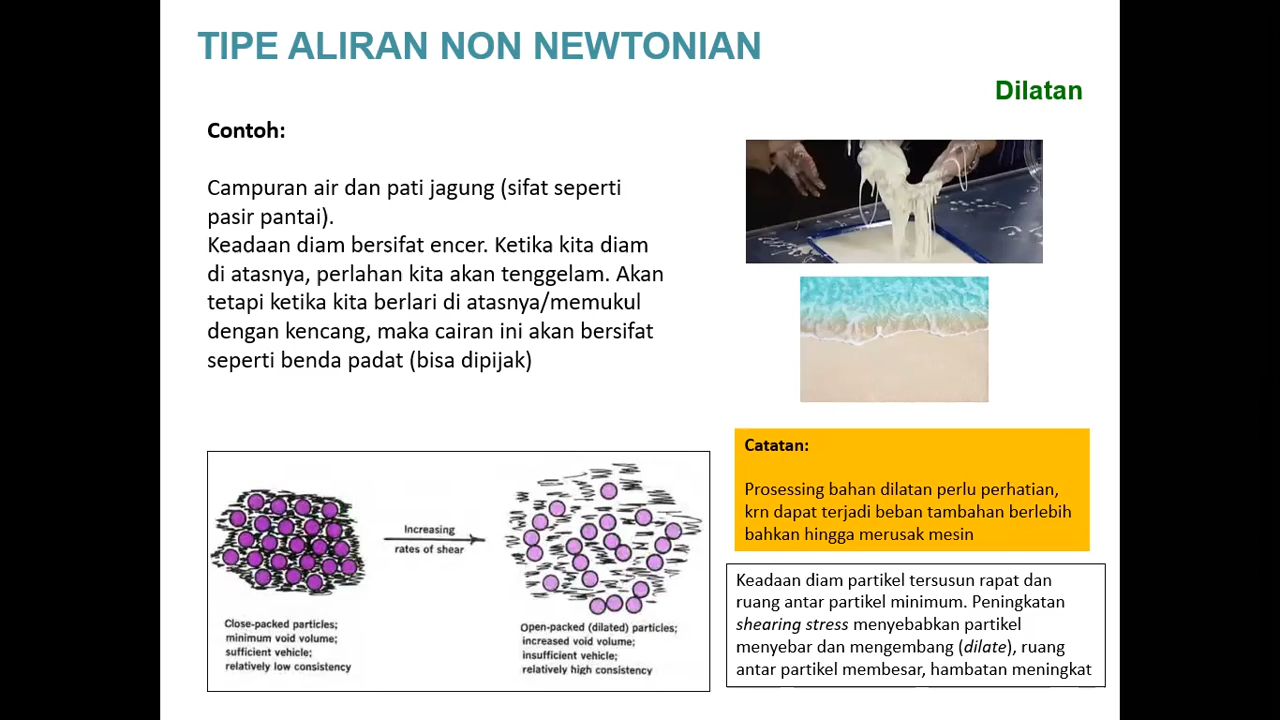 TIPE ALIRAN NON NEWTONIAN
Dilatan
Contoh:
Campuran air dan pati jagung (sifat seperti
pasir pantai).
Keadaan diam bersifat encer. Ketika kita diam
di atasnya, perlahan kita akan tenggelam. Akan
tetapi ketika kita berlari di atasnya/memukul
dengan kencang, maka cairan ini akan bersifat
seperti benda padat (bisa dipijak)
Increasing
rates of shear
Close-packed particles;
minimum void volume;
sufficient vehicle;
relatively low consistency
Open-packed (dilated) particles;
increased void volume;
insufficient vehicle;
relatively high consistency
Catatan:
Prosessing bahan dilatan perlu perhatian,
krn dapat terjadi beban tambahan berlebih
bahkan hingga merusak mesin
Keadaan diam partikel tersusun rapat dan
ruang antar partikel minimum. Peningkatan
shearing stress menyebabkan partikel
menyebar dan mengembang (dilate), ruang
antar partikel membesar, hambatan meningkat